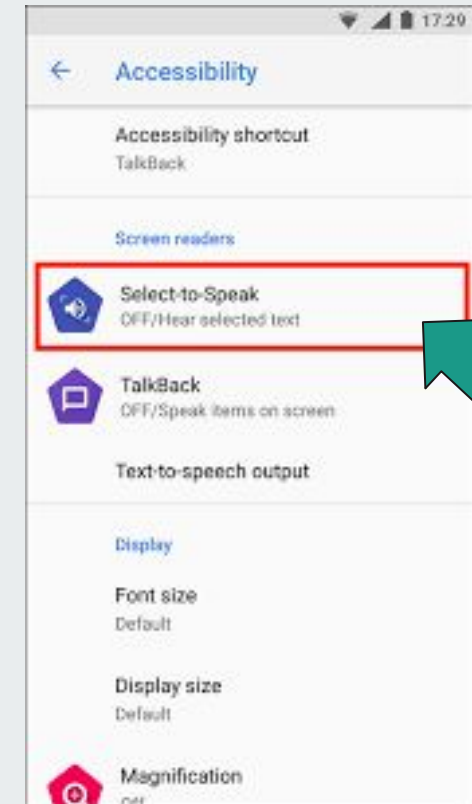 17:29
Accessibility
Accessibility shortcut
TalkBack
Screen readers
Select-to-Speak
OFF/Hear selected text
TalkBack
OFF/Speak items on screen
Text-to-speech output
Display
Font size
Default
Display size
Default
Magnification
Off